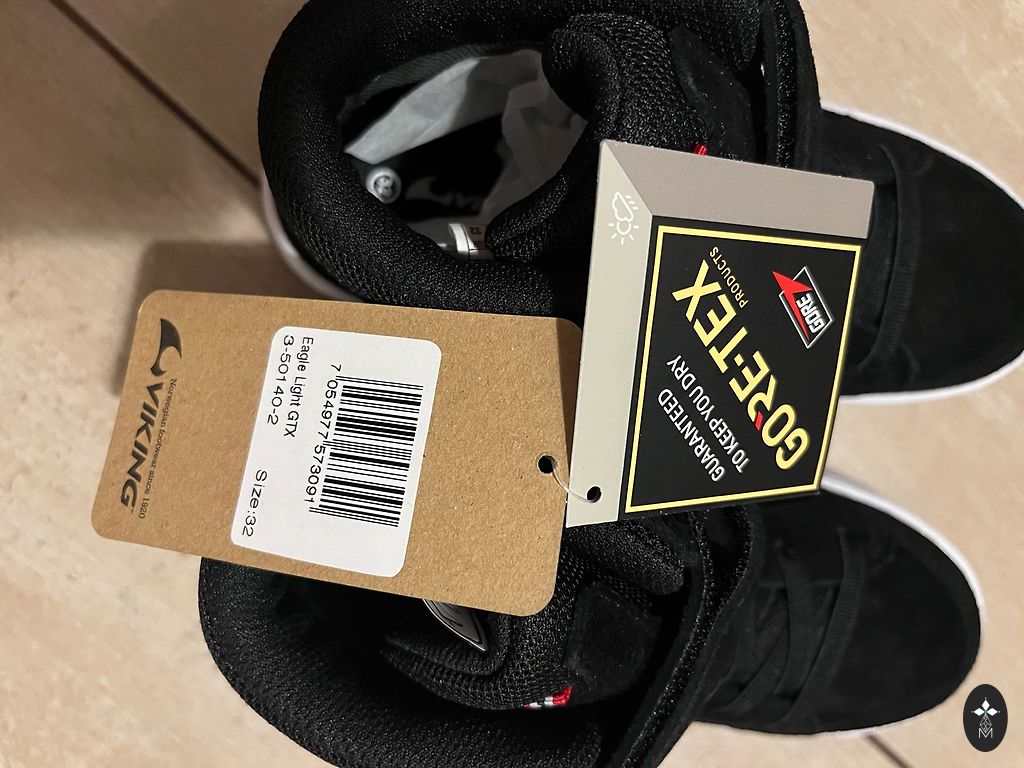 VIKING
Norwegian footwear since 1920
Eagle Light GTX
3-50140-2
Size:32
7 054977 573091
GORE-TEX
PRODUCTS
GUARANTEED
TO KEEP YOU DRY
GORE
32
M